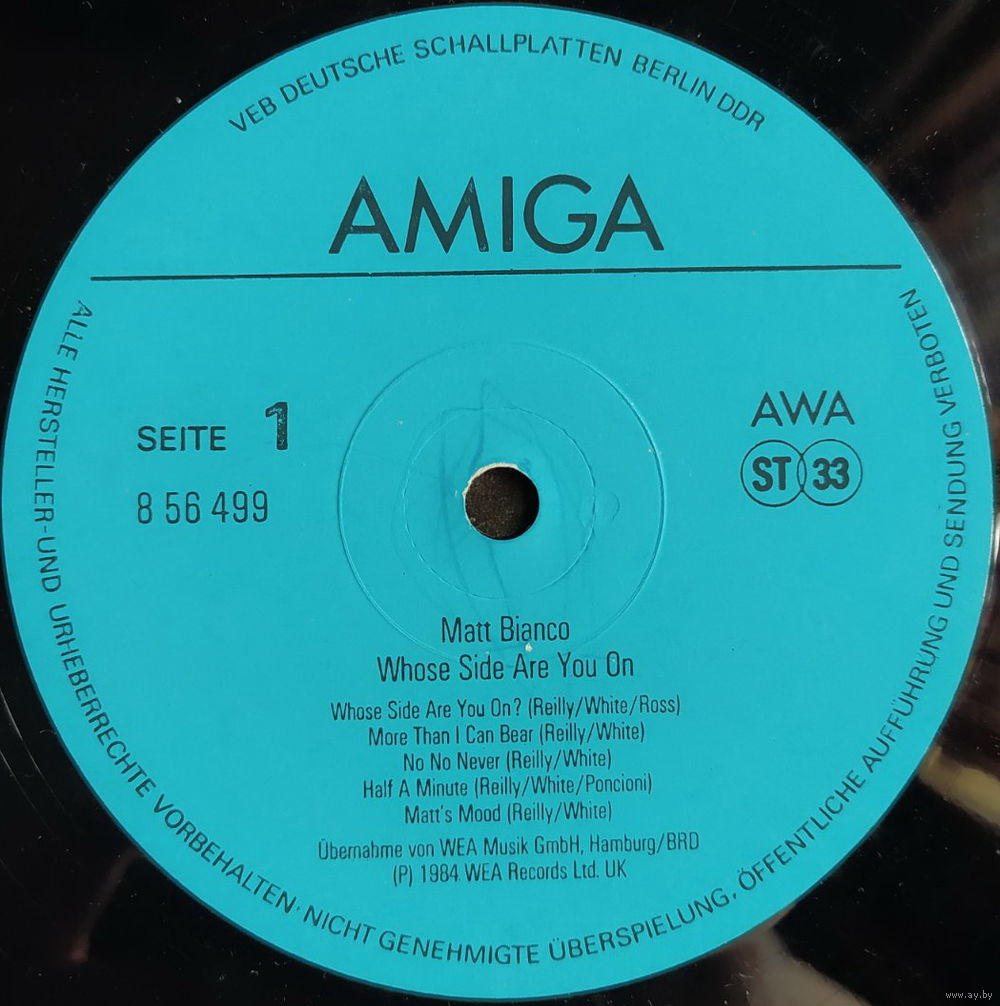 VEB DEUTSCHE SCHALLPLATTEN BERLIN DDR
AMIGA
SEITE 1
8 56 499
AWA
ST 33
Matt Bianco
Whose Side Are You On
Whose Side Are You On? (Reilly/White/Ross)
More Than I Can Bear (Reilly/White)
No No Never (Reilly/White)
Half A Minute (Reilly/White/Poncioni)
Matt's Mood (Reilly/White)
Übernahme von WEA Musik GmbH, Hamburg/BRD
(P) 1984 WEA Records Ltd. UK
ALLE HERSTELLER-UND URHEBERRECHTE VORBEHALTEN· NICHT GENEHMIGTE ÜBERSPIELUNG, ÖFFENTLICHE AUFFÜHRUNG UND SENDUNG VERBOTEN
www.ay.by